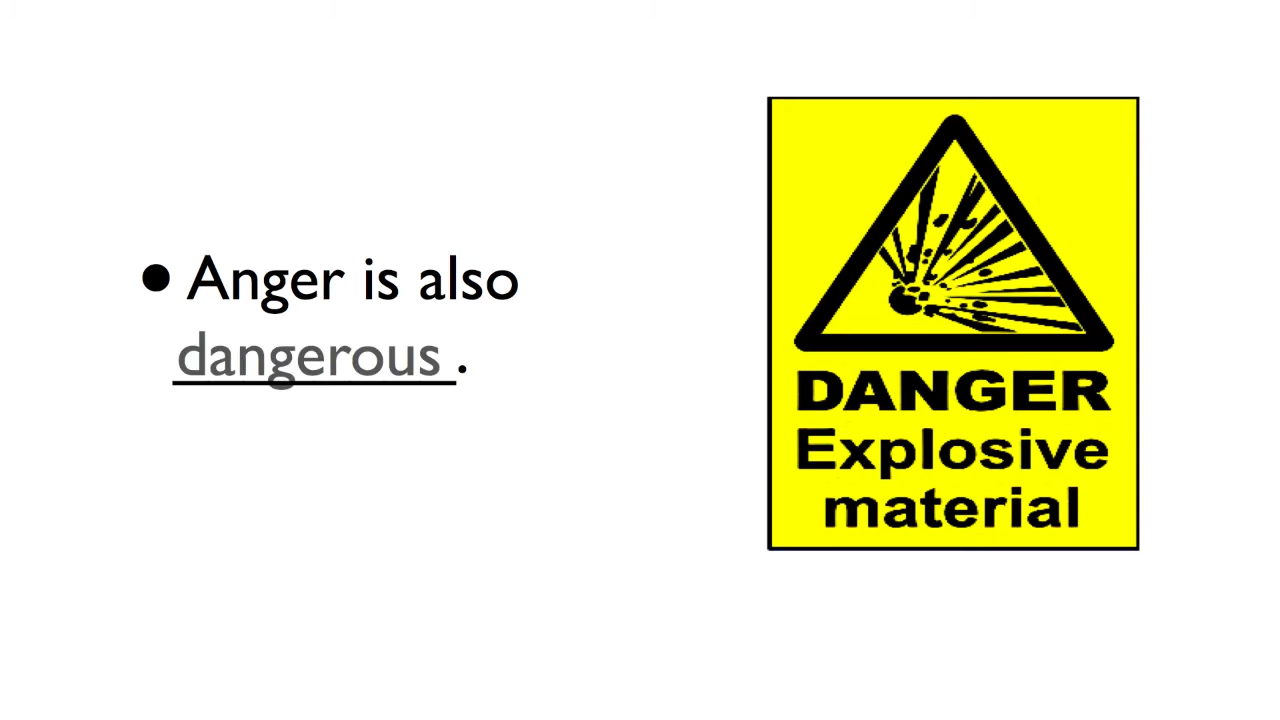 • Anger is also
dangerous.
DANGER
Explosive
material